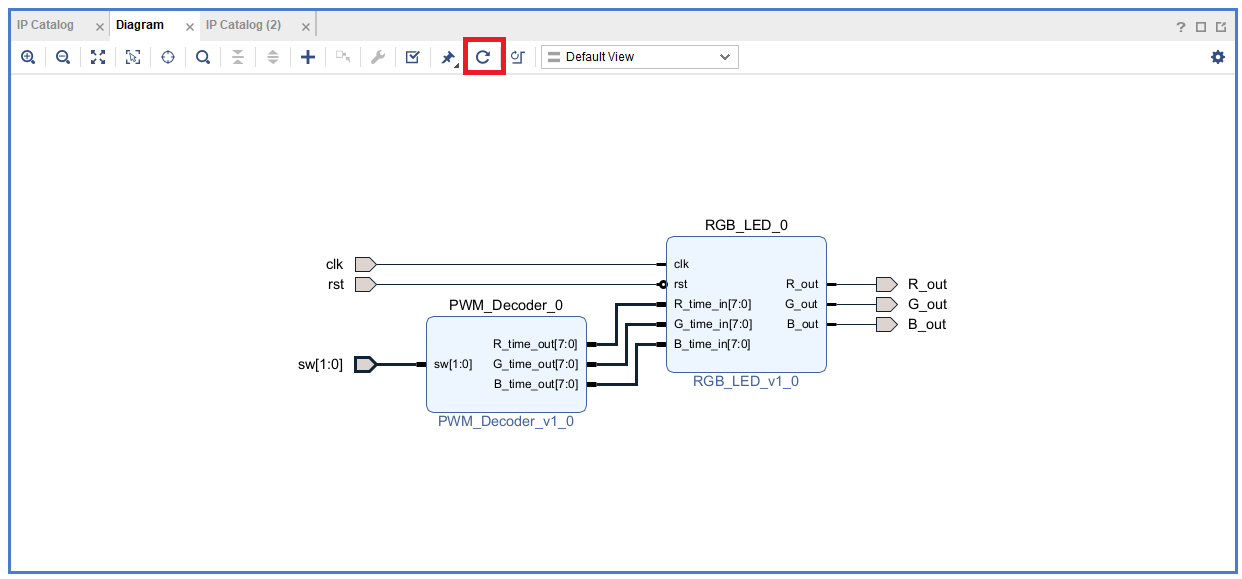 IP Catalog
Diagram
IP Catalog (2)
?
Default View
RGB_LED_0
clk
clk
rst
rst
R_out
R_out
PWM_Decoder_0
R_time_in[7:0]
G_out
G_out
G_time_in[7:0]
B_out
B_out
R_time_out[7:0]
B_time_in[7:0]
sw[1:0]
sw[1:0]
G_time_out[7:0]
B_time_out[7:0]
RGB_LED_v1_0
PWM_Decoder_v1_0